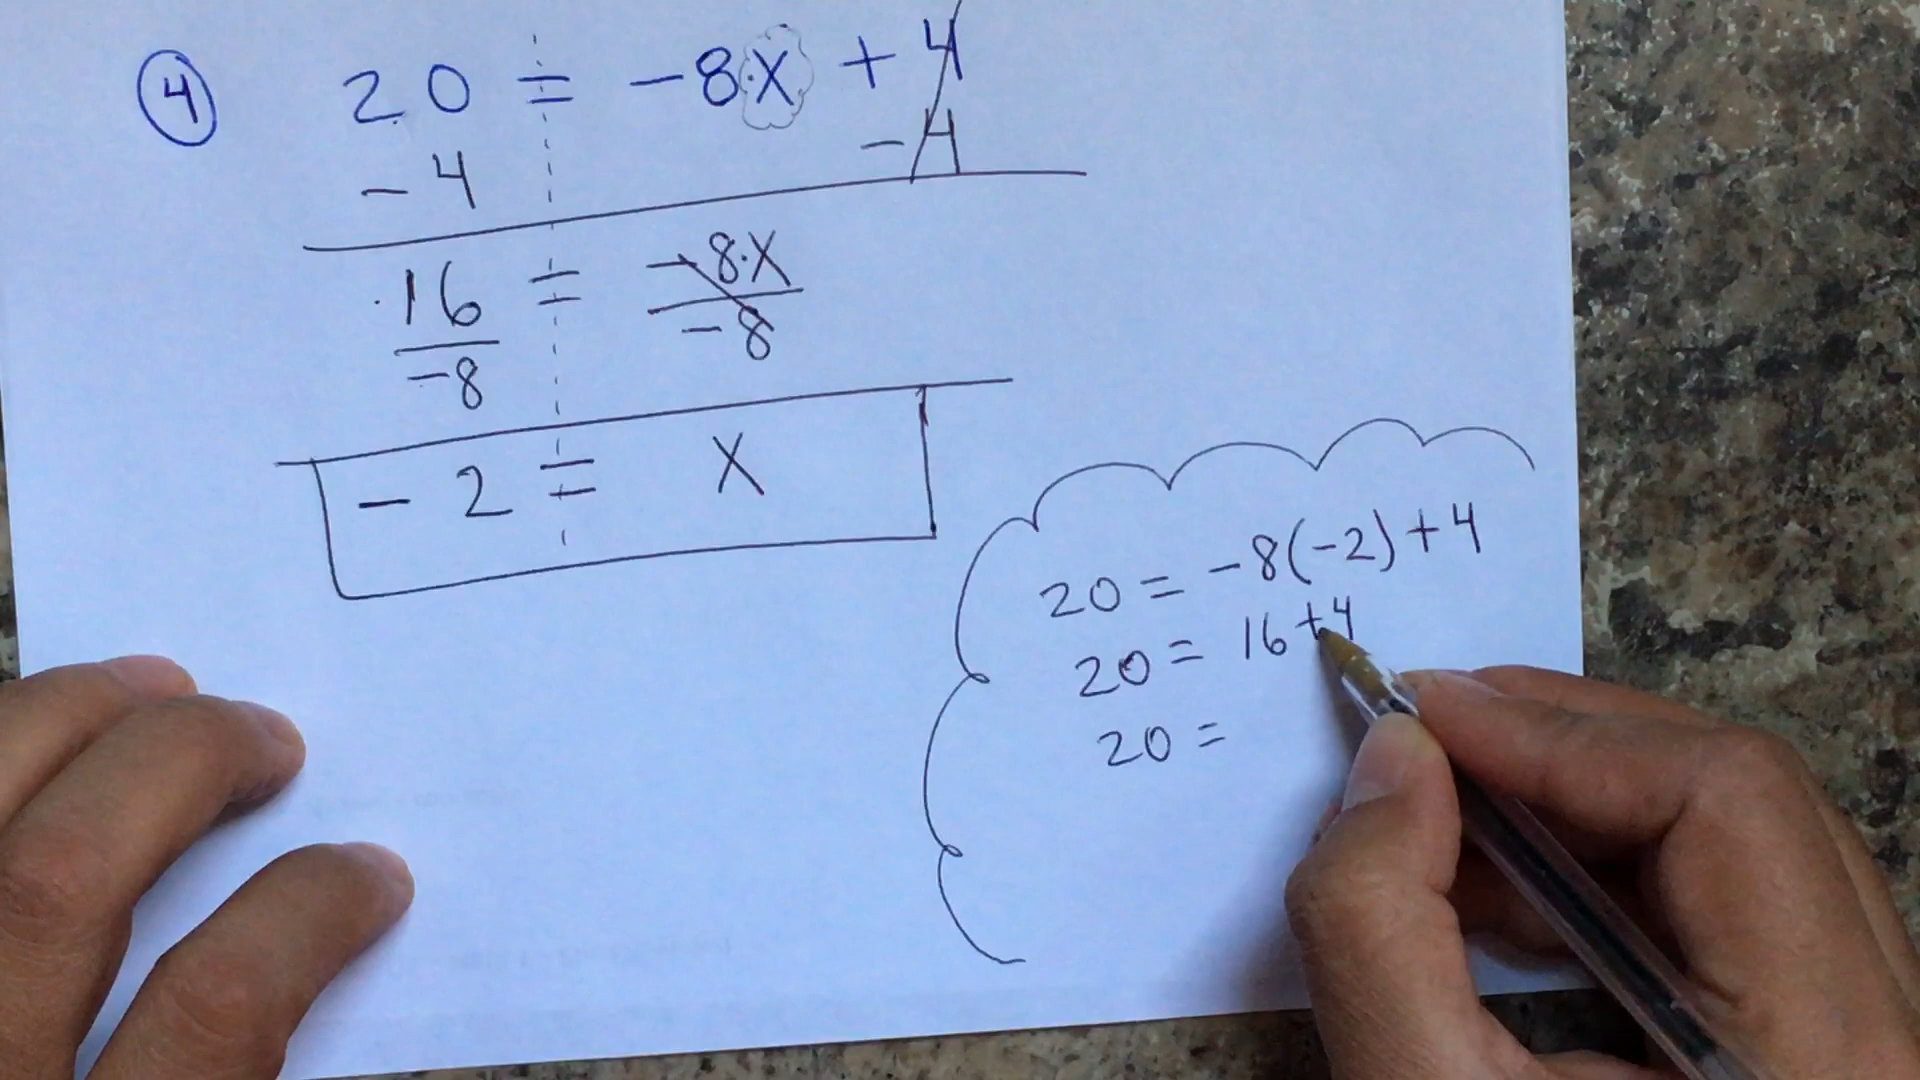 ④ 20 = -8·x + 4
-4 -4
16 = -8·x
-8 -8
-2 = x
20 = -8(-2)+4
20 = 16+4
20 =